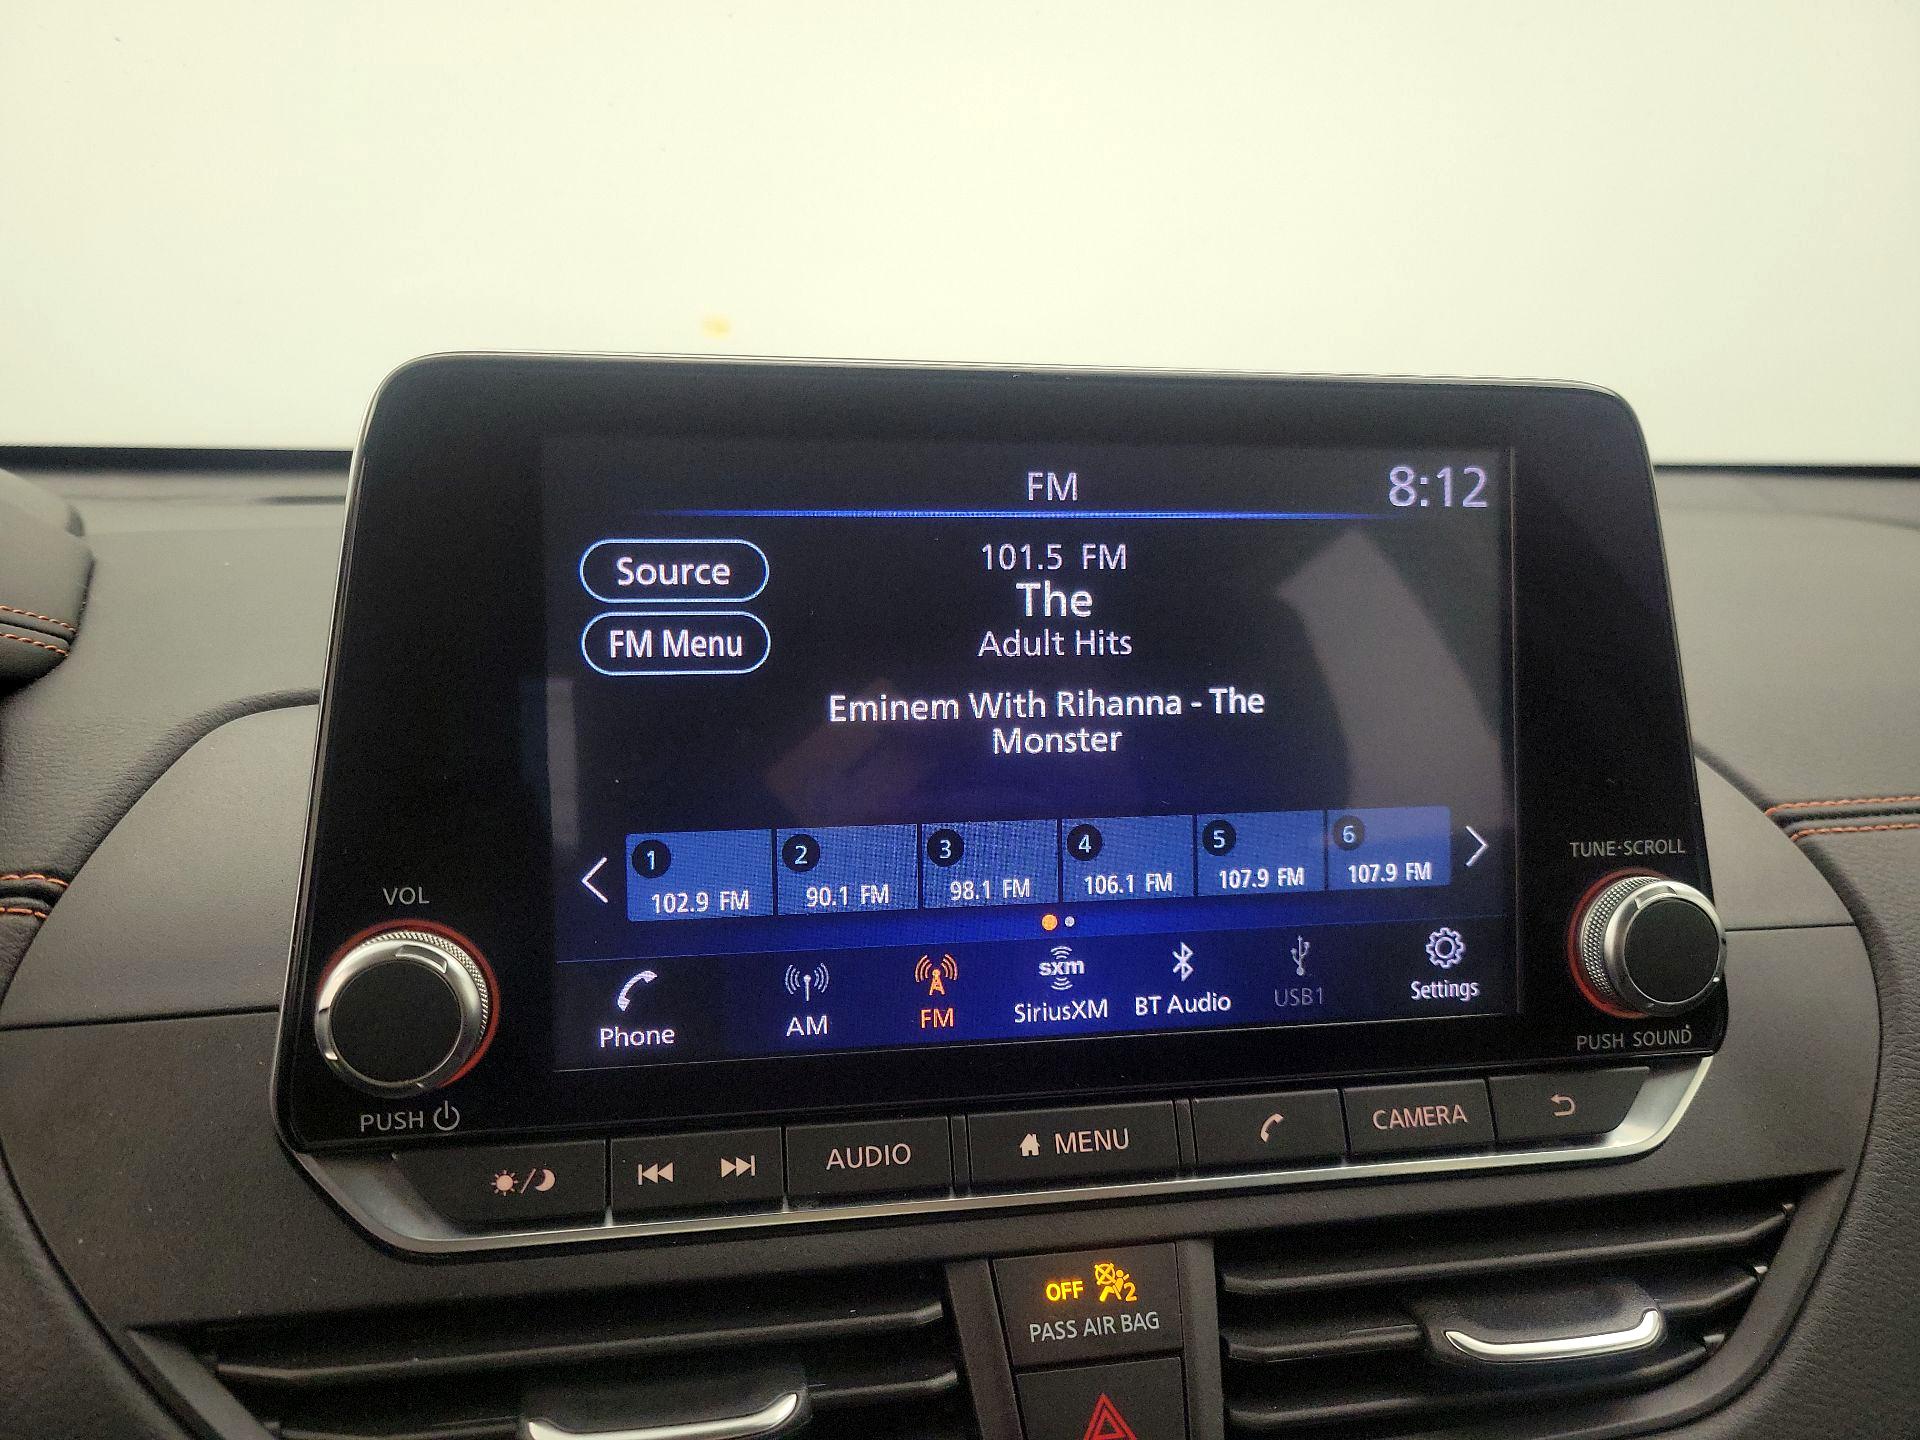 FM
8:12
Source
101.5 FM
The
FM Menu
Adult Hits
Eminem With Rihanna - The
Monster
1
2
3
4
5
6
102.9 FM
90.1 FM
98.1 FM
106.1 FM
107.9 FM
107.9 FM
VOL
TUNE·SCROLL
Phone
AM
FM
sxm
SiriusXM
BT Audio
USB1
Settings
PUSH
PUSH SOUND
AUDIO
MENU
CAMERA
OFF 2
PASS AIR BAG